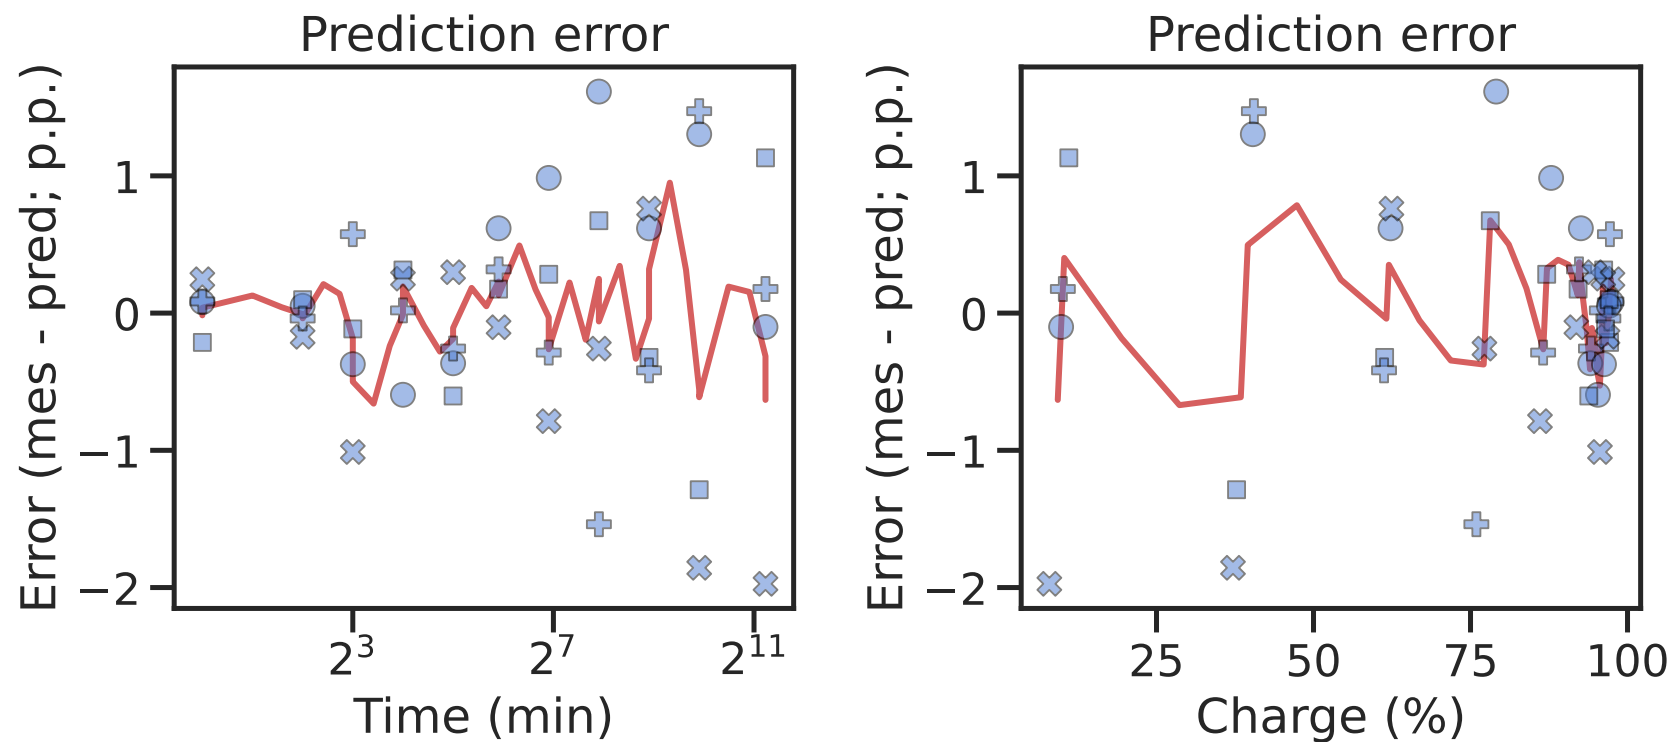 Prediction error
Error (mes - pred; p.p.)
1
0
−1
−2
2³
2⁷
2¹¹
Time (min)
Prediction error
Error (mes - pred; p.p.)
1
0
−1
−2
25
50
75
100
Charge (%)